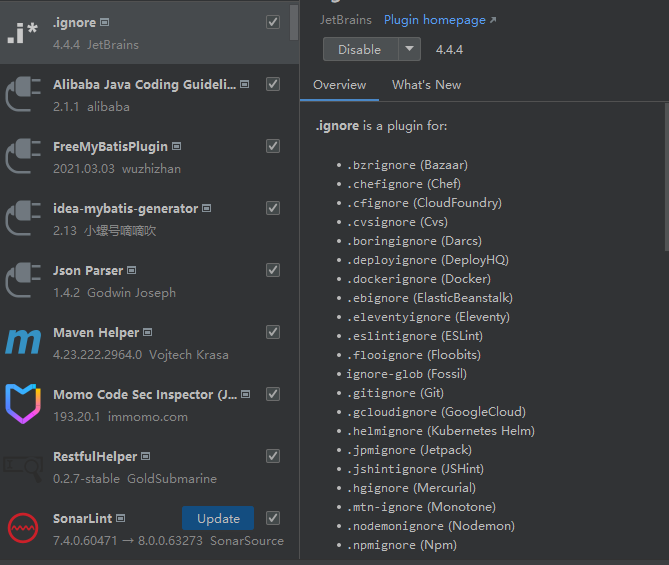 .ignore
4.4.4 JetBrains
Alibaba Java Coding Guideli...
2.1.1 alibaba
FreeMyBatisPlugin
2021.03.03 wuzhizhan
idea-mybatis-generator
2.13 小螺号嘀嘀吹
Json Parser
1.4.2 Godwin Joseph
Maven Helper
4.23.222.2964.0 Vojtech Krasa
Momo Code Sec Inspector (J...
193.20.1 immomo.com
RestfulHelper
0.2.7-stable GoldSubmarine
SonarLint
Update
7.4.0.60471 → 8.0.0.63273 SonarSource
JetBrains Plugin homepage ↗
Disable 4.4.4
Overview What's New
.ignore is a plugin for:
• .bzrignore (Bazaar)
• .chefignore (Chef)
• .cfignore (CloudFoundry)
• .cvsignore (Cvs)
• .boringignore (Darcs)
• .deployignore (DeployHQ)
• .dockerignore (Docker)
• .ebignore (ElasticBeanstalk)
• .eleventyignore (Eleventy)
• .eslintignore (ESLint)
• .flooignore (Floobits)
• ignore-glob (Fossil)
• .gitignore (Git)
• .gcloudignore (GoogleCloud)
• .helmignore (Kubernetes Helm)
• .jpmignore (Jetpack)
• .jshintignore (JSHint)
• .hgignore (Mercurial)
• .mtn-ignore (Monotone)
• .nodemonignore (Nodemon)
• .npmignore (Npm)